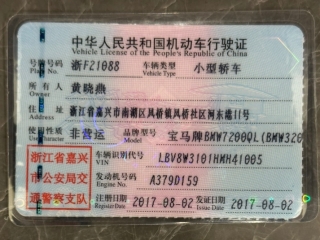 中华人民共和国机动车行驶证
Vehicle License of the People's Republic of China
号牌号码 浙F21088 车辆类型 小型轿车
Plate No. Vehicle Type
所有人 黄晓燕
Owner
住址 浙江省嘉兴市南湖区凤桥镇凤桥社区闽东路11号
Address
使用性质 非营运 品牌型号 宝马牌BMW7200QL(BMW320
Use Character Model
浙江省嘉兴 车辆识别代号 LBV8W3101HMH41005
VIN
市公安局交 发动机号码 A379D159
Engine No.
通警察支队 注册日期 2017-08-02 发证日期 2017-08-02
Register Date Issue Date